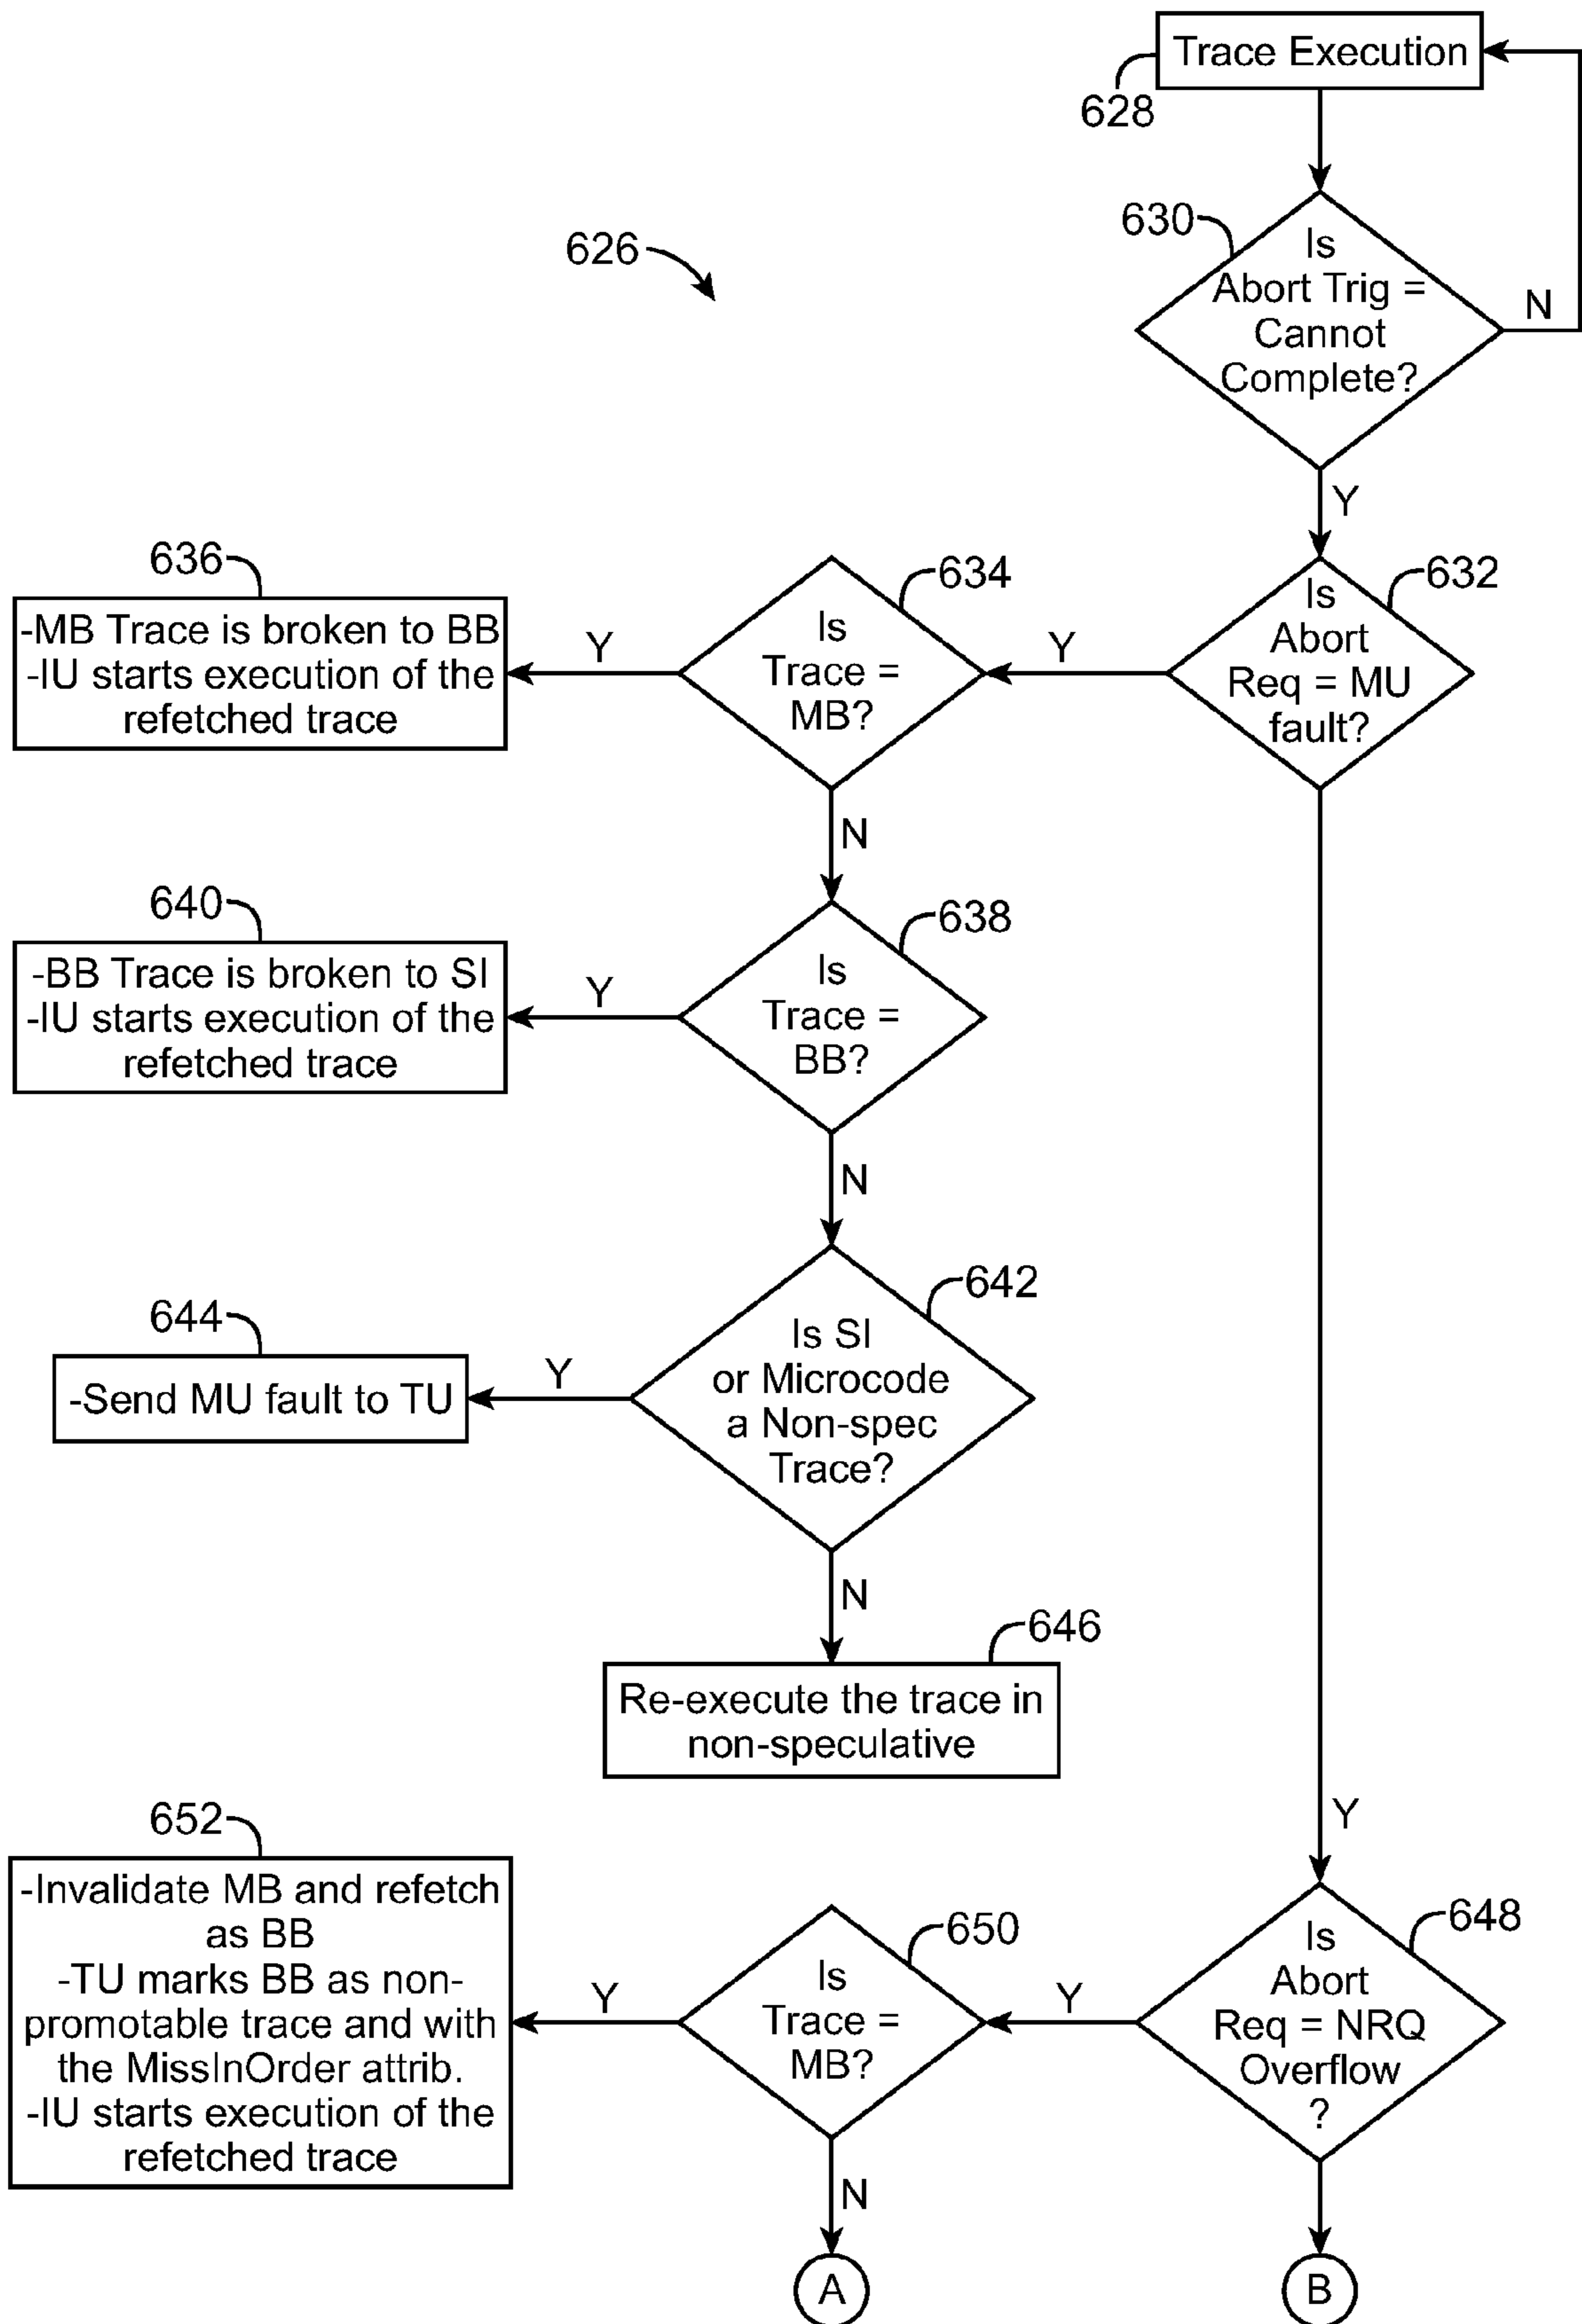 Trace Execution
628
630
Is
Abort Trig =
Cannot
Complete?
N
626
Y
632
Is
Abort
Req = MU
fault?
Y
634
Is
Trace =
MB?
Y
636
-MB Trace is broken to BB
-IU starts execution of the
refetched trace
N
638
Is
Trace =
BB?
Y
640
-BB Trace is broken to SI
-IU starts execution of the
refetched trace
N
642
Is SI
or Microcode
a Non-spec
Trace?
Y
644
-Send MU fault to TU
N
646
Re-execute the trace in
non-speculative
Y
648
Is
Abort
Req = NRQ
Overflow
?
Y
650
Is
Trace =
MB?
Y
652
-Invalidate MB and refetch
as BB
-TU marks BB as non-
promotable trace and with
the MissInOrder attrib.
-IU starts execution of the
refetched trace
N
A
B